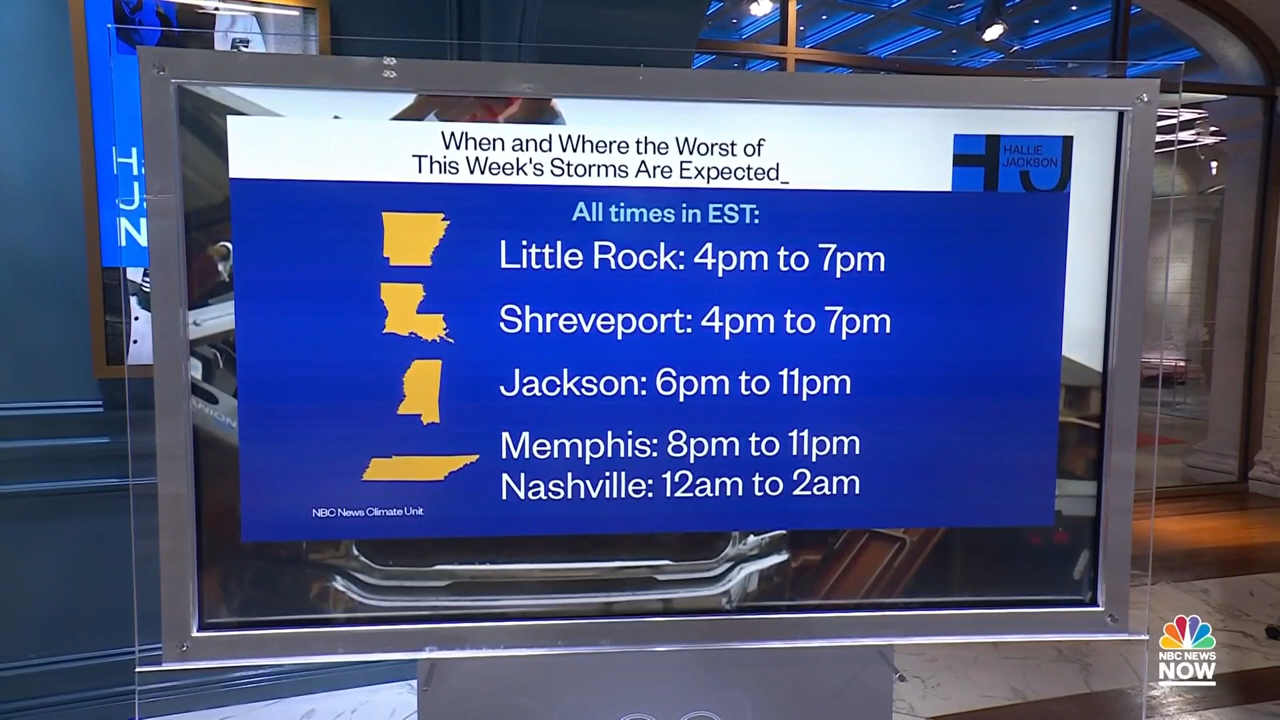 When and Where the Worst of
This Week's Storms Are Expected_
HALLIE
JACKSON
All times in EST:
Little Rock: 4pm to 7pm
Shreveport: 4pm to 7pm
Jackson: 6pm to 11pm
Memphis: 8pm to 11pm
Nashville: 12am to 2am
NBC News Climate Unit
NBC NEWS
NOW